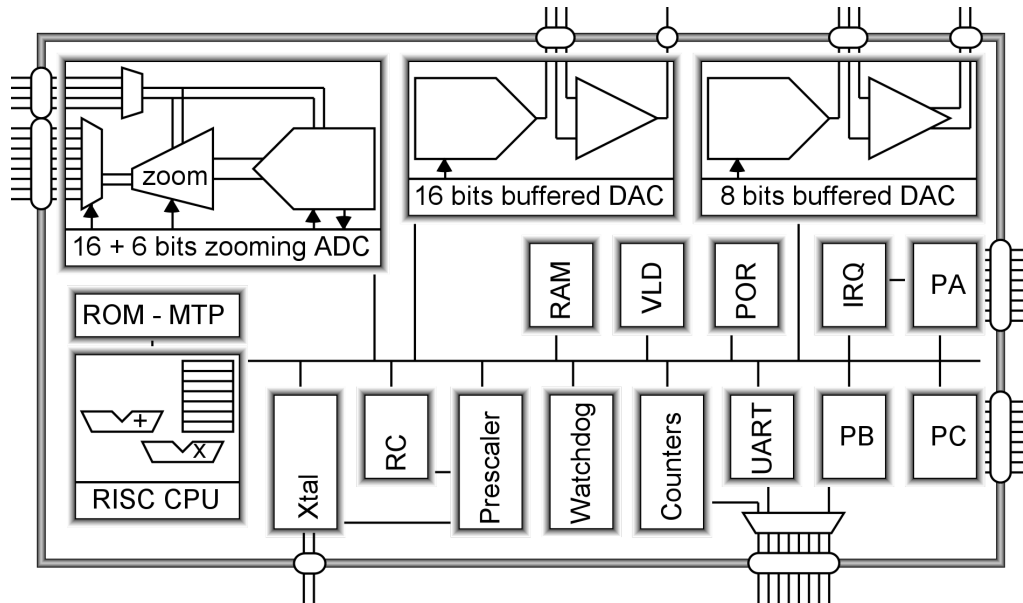 zoom
16 + 6 bits zooming ADC
16 bits buffered DAC
8 bits buffered DAC
RAM
VLD
POR
IRQ
PA
ROM - MTP
+
x
RISC CPU
Xtal
RC
Prescaler
Watchdog
Counters
UART
PB
PC